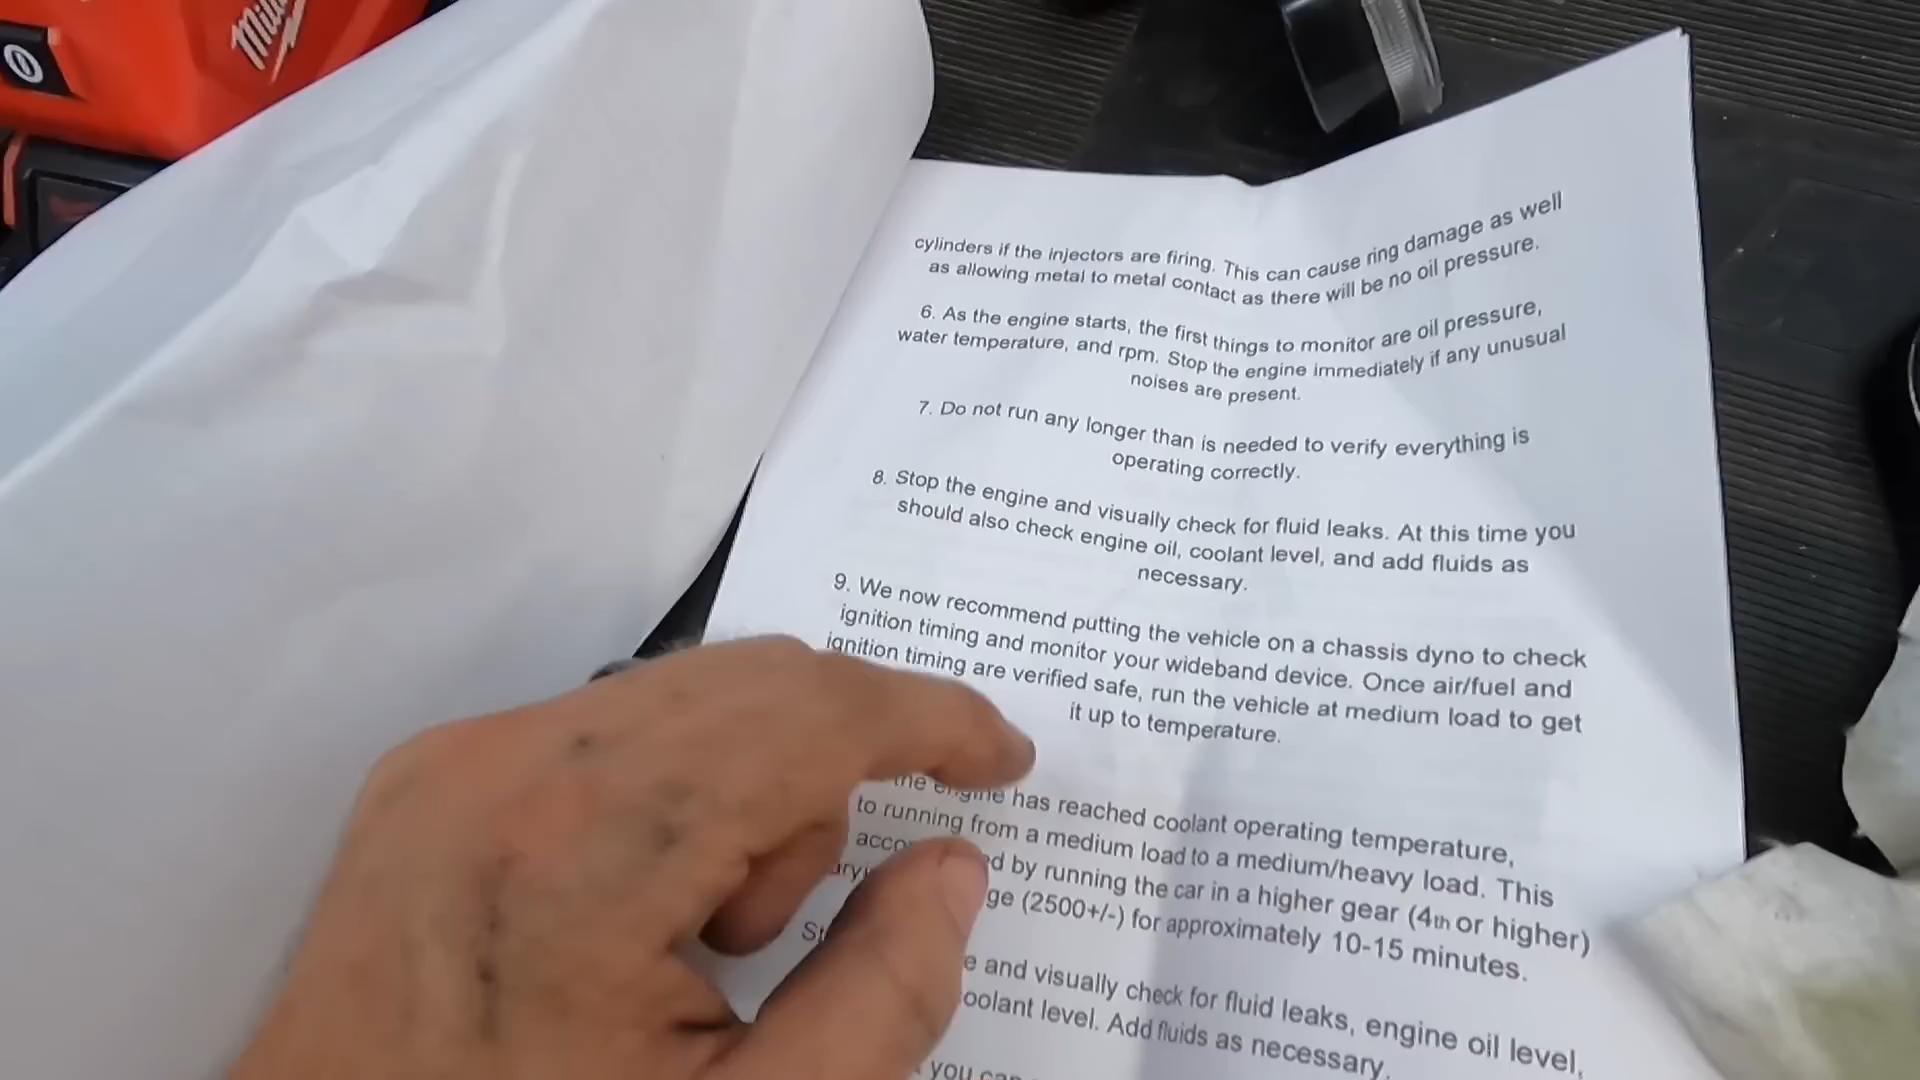 cylinders if the injectors are firing. This can cause ring damage as well
as allowing metal to metal contact as there will be no oil pressure.
6. As the engine starts, the first things to monitor are oil pressure,
water temperature, and rpm. Stop the engine immediately if any unusual
noises are present.
7. Do not run any longer than is needed to verify everything is
operating correctly.
8. Stop the engine and visually check for fluid leaks. At this time you
should also check engine oil, coolant level, and add fluids as
necessary.
9. We now recommend putting the vehicle on a chassis dyno to check
ignition timing and monitor your wideband device. Once air/fuel and
ignition timing are verified safe, run the vehicle at medium load to get
it up to temperature.
the engine has reached coolant operating temperature,
to running from a medium load to a medium/heavy load. This
by running the car in a higher gear (4th or higher)
(2500+/-) for approximately 10-15 minutes.
and visually check for fluid leaks, engine oil level,
coolant level. Add fluids as necessary.
you can